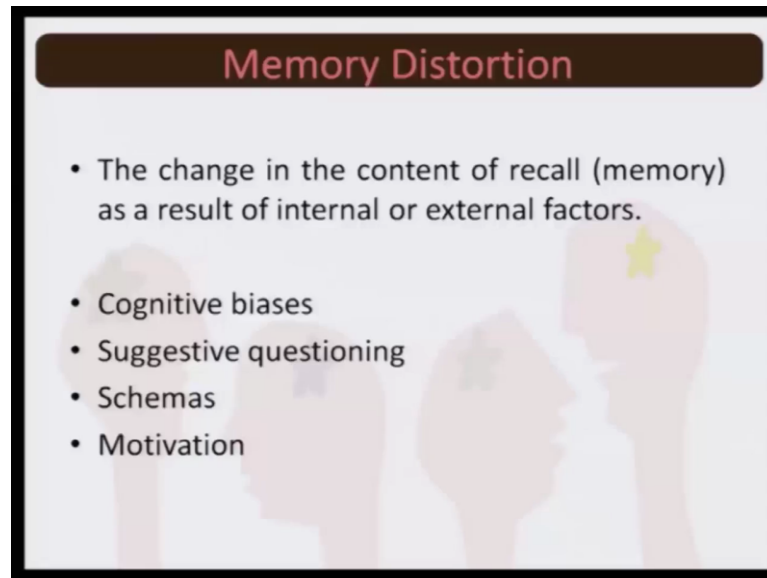 Memory Distortion
• The change in the content of recall (memory)
as a result of internal or external factors.
• Cognitive biases
• Suggestive questioning
• Schemas
• Motivation